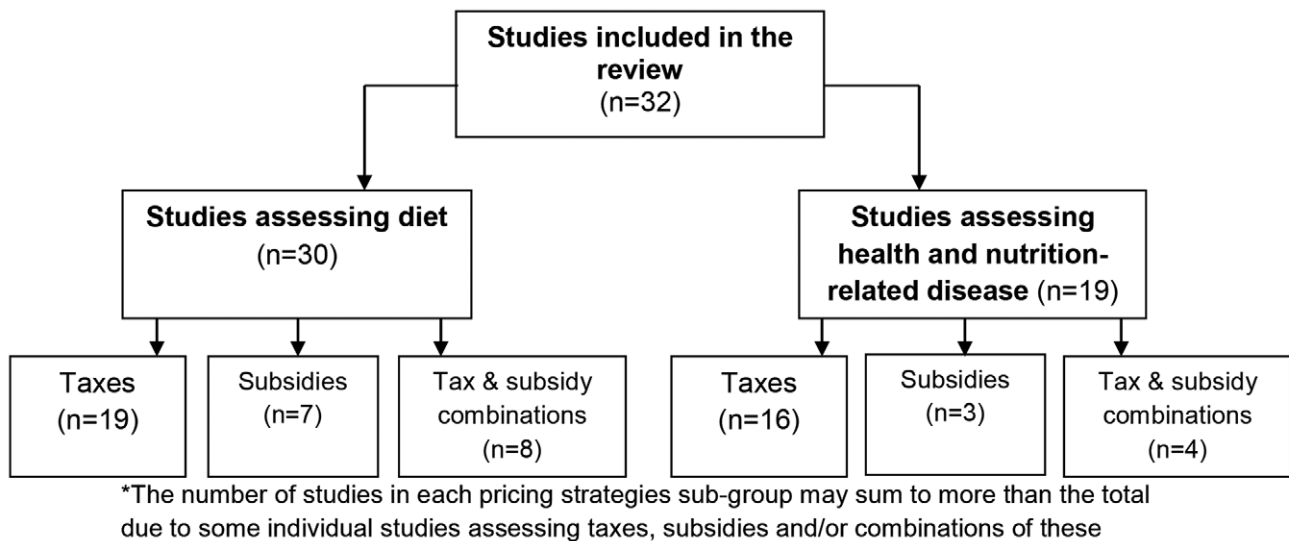 Studies included in the
review
(n=32)
Studies assessing diet
(n=30)
Studies assessing
health and nutrition-
related disease (n=19)
Taxes
(n=19)
Subsidies
(n=7)
Tax & subsidy
combinations
(n=8)
Taxes
(n=16)
Subsidies
(n=3)
Tax & subsidy
combinations
(n=4)
*The number of studies in each pricing strategies sub-group may sum to more than the total
due to some individual studies assessing taxes, subsidies and/or combinations of these